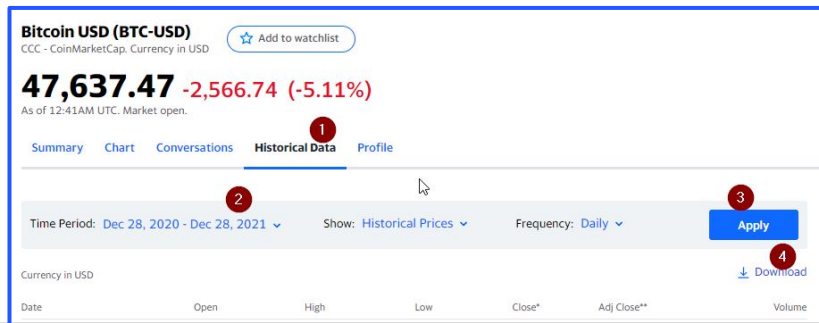 Bitcoin USD (BTC-USD)
Add to watchlist
CCC - CoinMarketCap. Currency in USD
47,637.47 -2,566.74 (-5.11%)
As of 12:41AM UTC. Market open.
1
Summary Chart Conversations Historical Data Profile
2
3
Time Period: Dec 28, 2020 - Dec 28, 2021 Show: Historical Prices Frequency: Daily Apply
4
Currency in USD Download
Date Open High Low Close* Adj Close** Volume